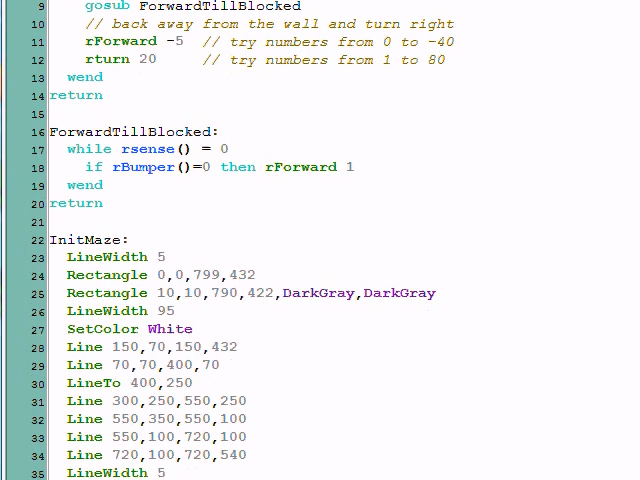 9 gosub ForwardTillBlocked
10 // back away from the wall and turn right
11 rForward -5 // try numbers from 0 to -40
12 rturn 20 // try numbers from 1 to 80
13 wend
14 return
15
16 ForwardTillBlocked:
17 while rsense() = 0
18 if rBumper()=0 then rForward 1
19 wend
20 return
21
22 InitMaze:
23 LineWidth 5
24 Rectangle 0,0,799,432
25 Rectangle 10,10,790,422,DarkGray,DarkGray
26 LineWidth 95
27 SetColor White
28 Line 150,70,150,432
29 Line 70,70,400,70
30 LineTo 400,250
31 Line 300,250,550,250
32 Line 550,350,550,100
33 Line 550,100,720,100
34 Line 720,100,720,540
35 LineWidth 5